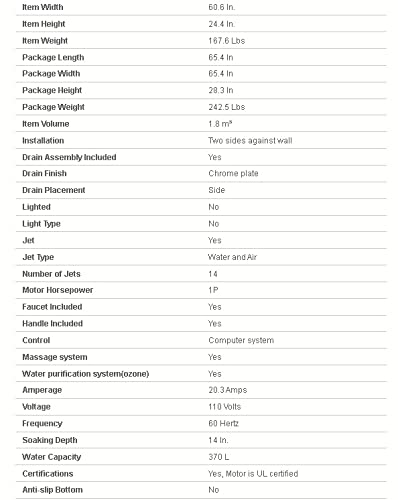 Item Width 60.6 In.
Item Height 24.4 In.
Item Weight 167.6 Lbs
Package Length 65.4 In
Package Width 65.4 In
Package Height 28.3 In
Package Weight 242.5 Lbs
Item Volume 1.8 m³
Installation Two sides against wall
Drain Assembly Included Yes
Drain Finish Chrome plate
Drain Placement Side
Lighted No
Light Type No
Jet Yes
Jet Type Water and Air
Number of Jets 14
Motor Horsepower 1P
Faucet Included Yes
Handle Included Yes
Control Computer system
Massage system Yes
Water purification system(ozone) Yes
Amperage 20.3 Amps
Voltage 110 Volts
Frequency 60 Hertz
Soaking Depth 14 In.
Water Capacity 370 L
Certifications Yes, Motor is UL certified
Anti-slip Bottom No